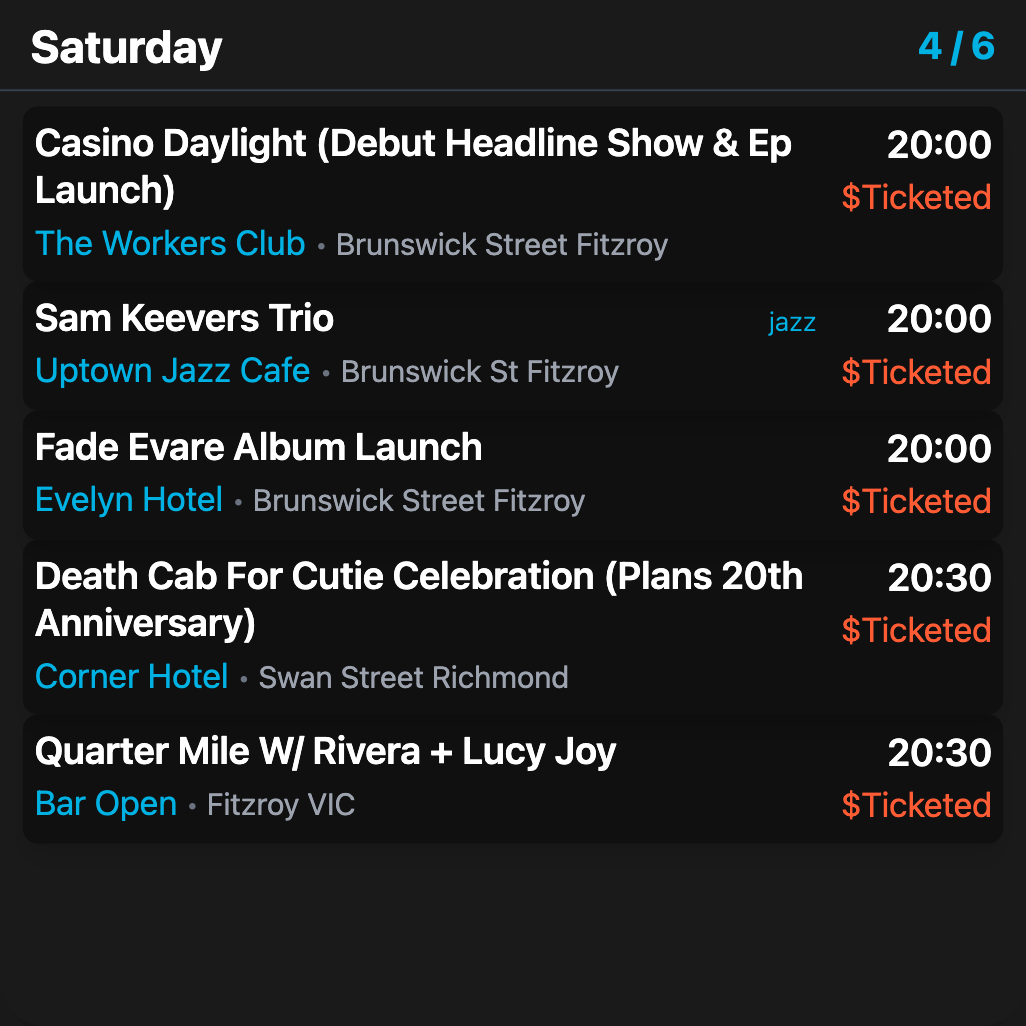 Saturday 4 / 6
Casino Daylight (Debut Headline Show & Ep 20:00
Launch) $Ticketed
The Workers Club • Brunswick Street Fitzroy
Sam Keevers Trio jazz 20:00
Uptown Jazz Cafe • Brunswick St Fitzroy $Ticketed
Fade Evare Album Launch 20:00
Evelyn Hotel • Brunswick Street Fitzroy $Ticketed
Death Cab For Cutie Celebration (Plans 20th 20:30
Anniversary) $Ticketed
Corner Hotel • Swan Street Richmond
Quarter Mile W/ Rivera + Lucy Joy 20:30
Bar Open • Fitzroy VIC $Ticketed